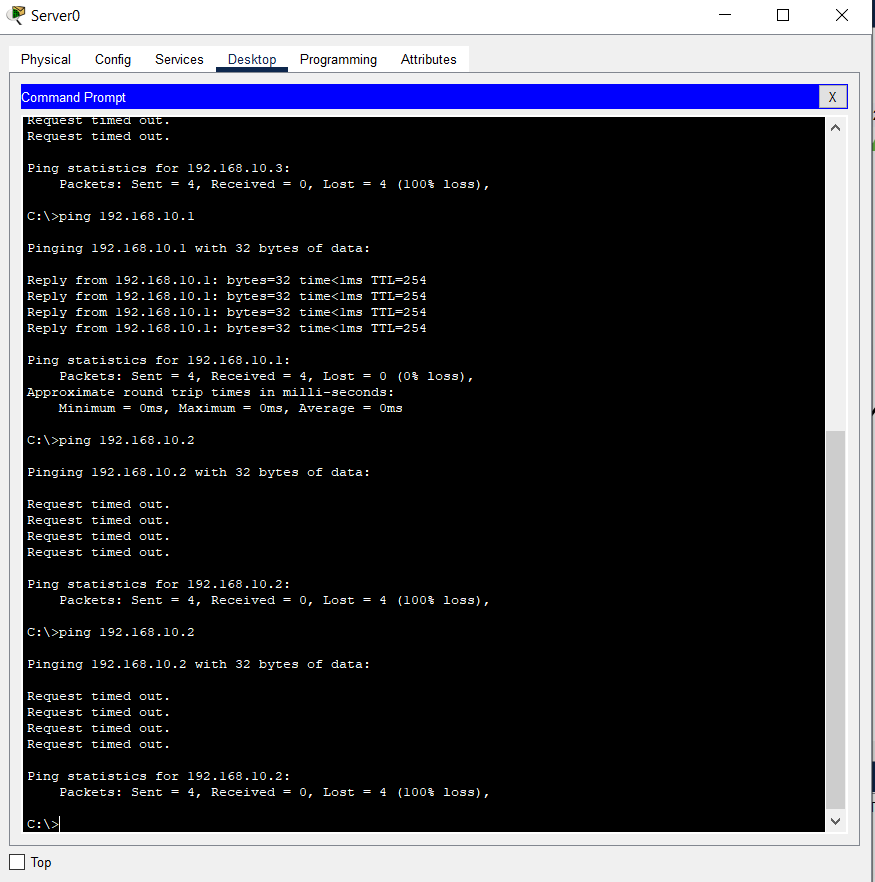 Server0
Physical Config Services Desktop Programming Attributes
Command Prompt X
Request timed out.
Request timed out.
Ping statistics for 192.168.10.3:
Packets: Sent = 4, Received = 0, Lost = 4 (100% loss),
C:\>ping 192.168.10.1
Pinging 192.168.10.1 with 32 bytes of data:
Reply from 192.168.10.1: bytes=32 time<1ms TTL=254
Reply from 192.168.10.1: bytes=32 time<1ms TTL=254
Reply from 192.168.10.1: bytes=32 time<1ms TTL=254
Reply from 192.168.10.1: bytes=32 time<1ms TTL=254
Ping statistics for 192.168.10.1:
Packets: Sent = 4, Received = 4, Lost = 0 (0% loss),
Approximate round trip times in milli-seconds:
Minimum = 0ms, Maximum = 0ms, Average = 0ms
C:\>ping 192.168.10.2
Pinging 192.168.10.2 with 32 bytes of data:
Request timed out.
Request timed out.
Request timed out.
Request timed out.
Ping statistics for 192.168.10.2:
Packets: Sent = 4, Received = 0, Lost = 4 (100% loss),
C:\>ping 192.168.10.2
Pinging 192.168.10.2 with 32 bytes of data:
Request timed out.
Request timed out.
Request timed out.
Request timed out.
Ping statistics for 192.168.10.2:
Packets: Sent = 4, Received = 0, Lost = 4 (100% loss),
C:\>
Top